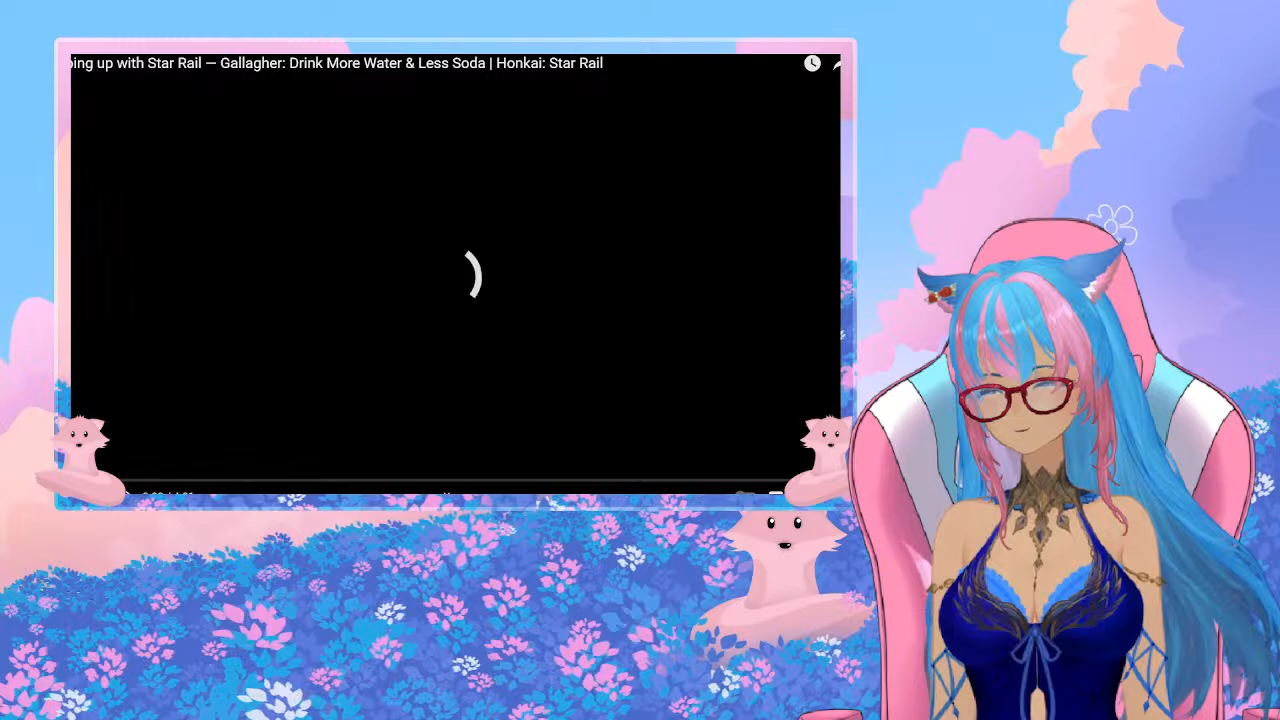 ping up with Star Rail — Gallagher: Drink More Water & Less Soda | Honkai: Star Rail